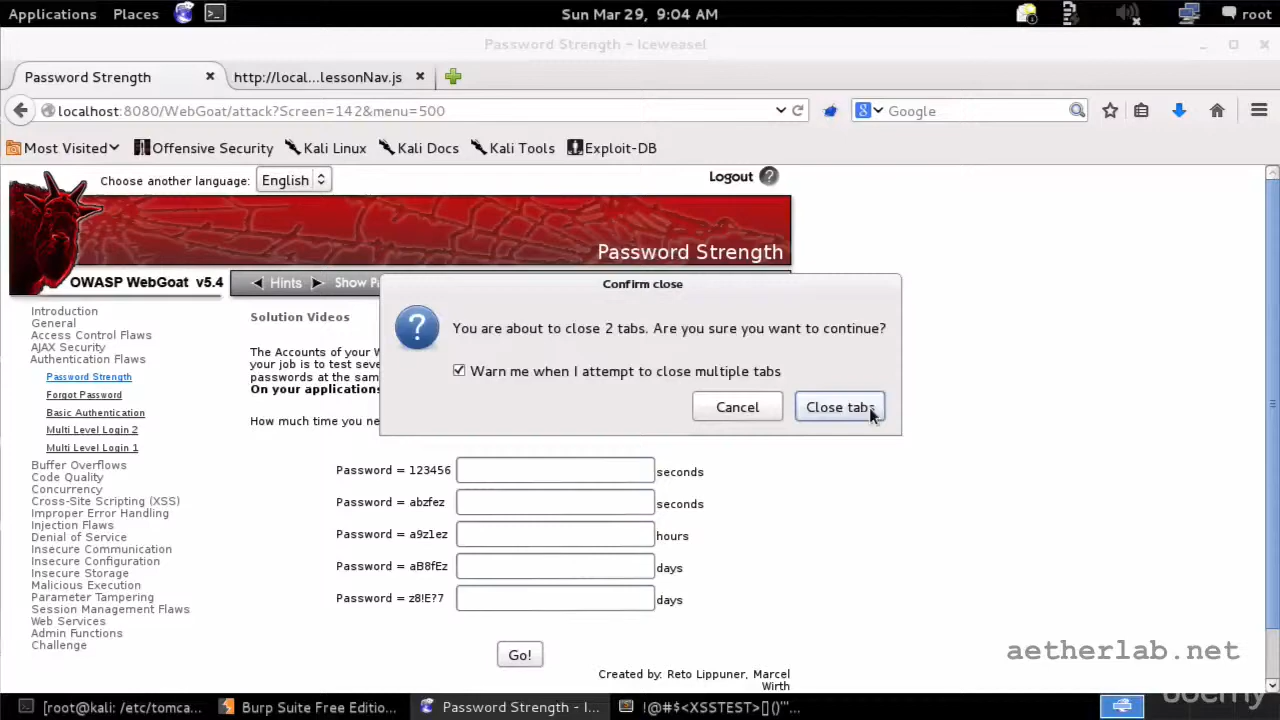 Applications Places Sun Mar 29, 9:04 AM root
Password Strength - Iceweasel
Password Strength http://local...lessonNav.js
localhost:8080/WebGoat/attack?Screen=142&menu=500 Google
Most Visited Offensive Security Kali Linux Kali Docs Kali Tools Exploit-DB
Choose another language: English Logout ?
Password Strength
OWASP WebGoat v5.4 Hints Show P
Introduction
General
Access Control Flaws
AJAX Security
Authentication Flaws
Password Strength
Forgot Password
Basic Authentication
Multi Level Login 2
Multi Level Login 1
Buffer Overflows
Code Quality
Concurrency
Cross-Site Scripting (XSS)
Improper Error Handling
Injection Flaws
Denial of Service
Insecure Communication
Insecure Configuration
Insecure Storage
Malicious Execution
Parameter Tampering
Session Management Flaws
Web Services
Admin Functions
Challenge
Solution Videos
The Accounts of your W
your job is to test seve
passwords at the sam
On your applications
How much time you ne
Confirm close
You are about to close 2 tabs. Are you sure you want to continue?
Warn me when I attempt to close multiple tabs
Cancel Close tabs
Password = 123456 seconds
Password = abzfez seconds
Password = a9z1ez hours
Password = aB8fEz days
Password = z8!E?7 days
Go!
Created by: Reto Lippuner, Marcel
Wirth
aetherlab.net
[root@kali: /etc/tomca... Burp Suite Free Editio... Password Strength - I... !@#$<XSSTEST>[]()'"...
udemy